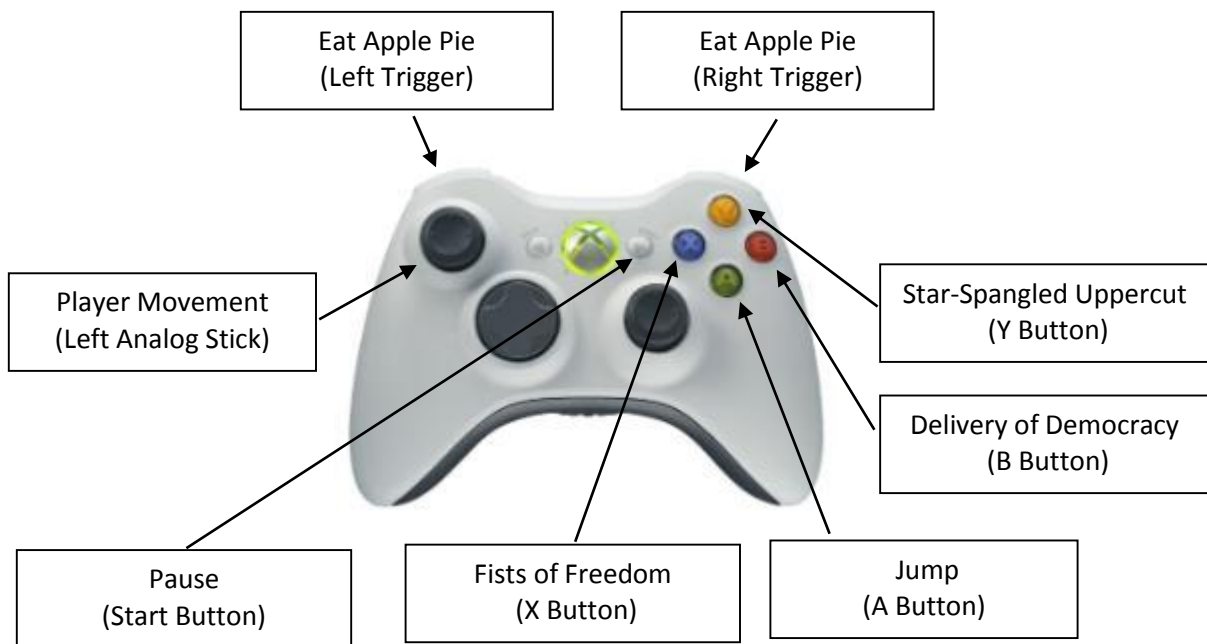 Eat Apple Pie
(Left Trigger)
Eat Apple Pie
(Right Trigger)
Y
X
B
A
Player Movement
(Left Analog Stick)
Star-Spangled Uppercut
(Y Button)
Delivery of Democracy
(B Button)
Pause
(Start Button)
Fists of Freedom
(X Button)
Jump
(A Button)